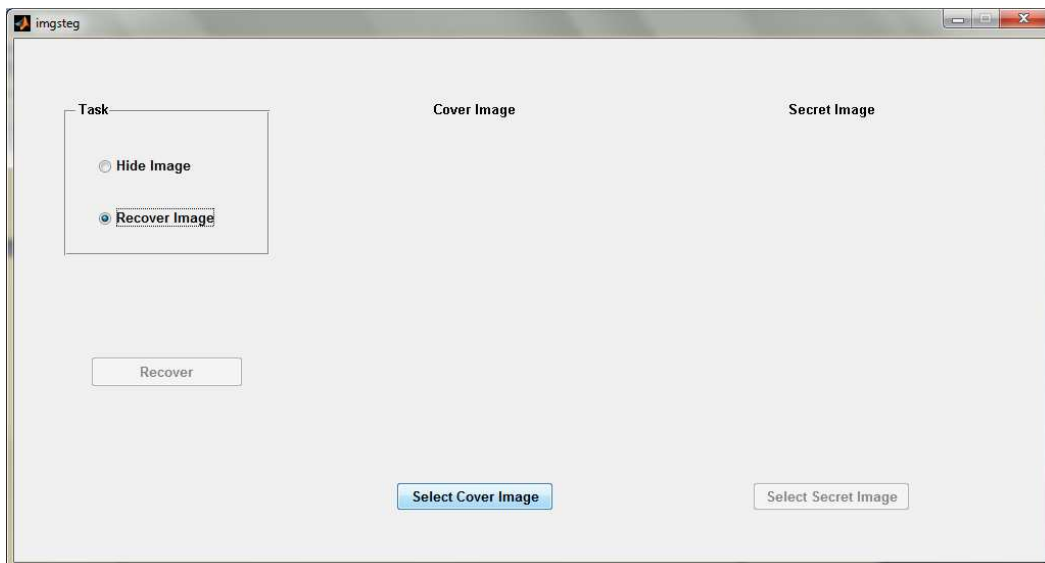 imgsteg
Task
Cover Image
Secret Image
Hide Image
Recover Image
Recover
Select Cover Image
Select Secret Image